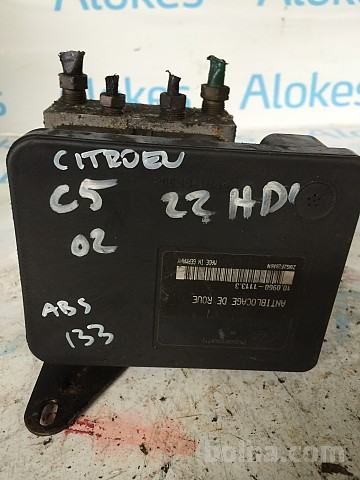 Alokes
Alokes
CITROEN
C5
22 HDI
02
ABS
133
ANTIBLOCAGE DE ROUE
10.0960-1113.3
MADE IN GERMANY
bolha.com